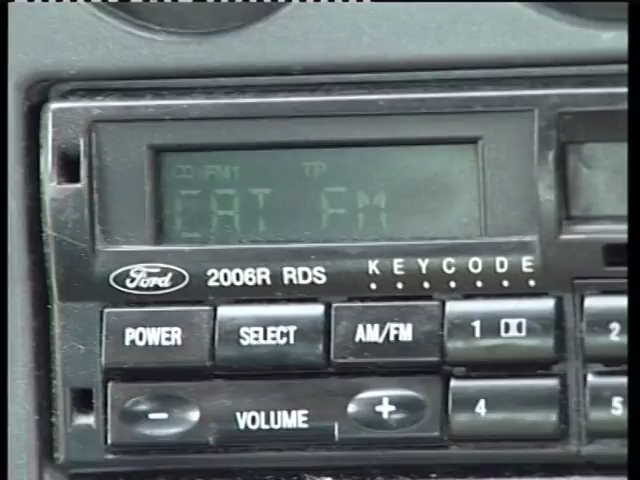 FM1 TP
CAT FM
Ford 2006R RDS KEYCODE
POWER SELECT AM/FM 1 2
- VOLUME + 4 5